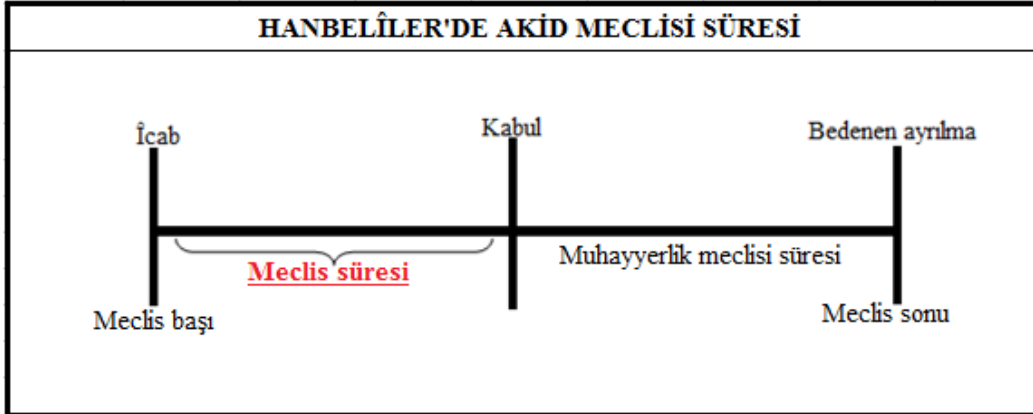 HANBELÎLER'DE AKİD MECLİSİ SÜRESİ
Îcab
Kabul
Bedenen ayrılma
Meclis süresi
Muhayyerlik meclisi süresi
Meclis başı
Meclis sonu